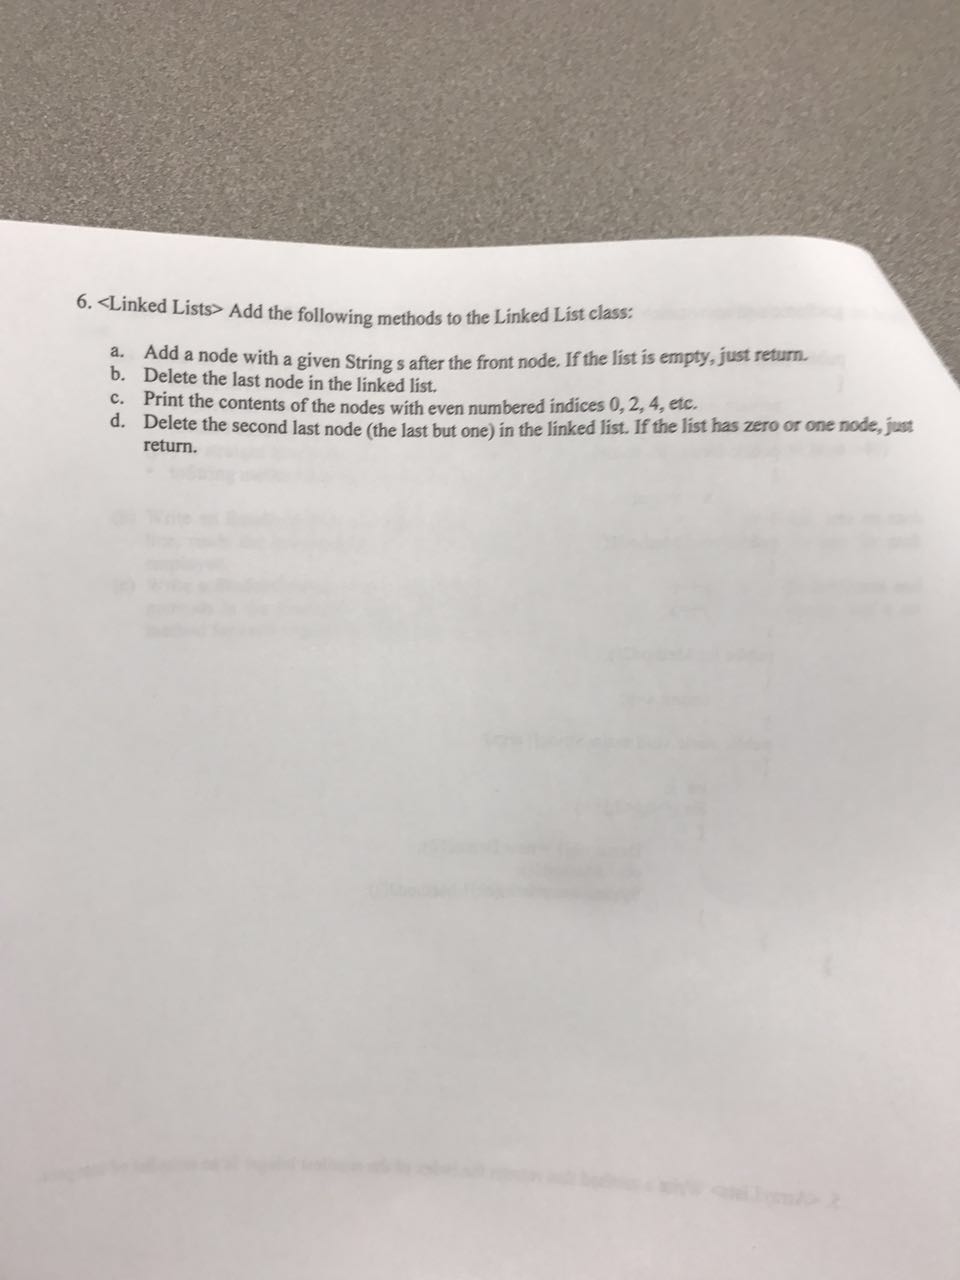 6. <Linked Lists> Add the following methods to the Linked List class:
a. Add a node with a given String s after the front node. If the list is empty, just return.
b. Delete the last node in the linked list.
c. Print the contents of the nodes with even numbered indices 0, 2, 4, etc.
d. Delete the second last node (the last but one) in the linked list. If the list has zero or one node, just
return.